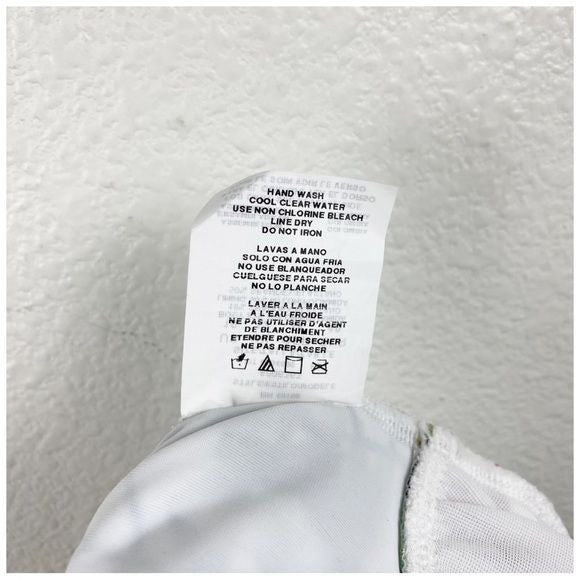 HAND WASH
COOL CLEAR WATER
USE NON CHLORINE BLEACH
LINE DRY
DO NOT IRON
LAVAS A MANO
SOLO CON AGUA FRIA
NO USE BLANQUEADOR
CUELGUESE PARA SECAR
NO LO PLANCHE
LAVER A LA MAIN
A L'EAU FROIDE
NE PAS UTILISER D'AGENT
DE BLANCHIMENT
ETENDRE POUR SECHER
NE PAS REPASSER